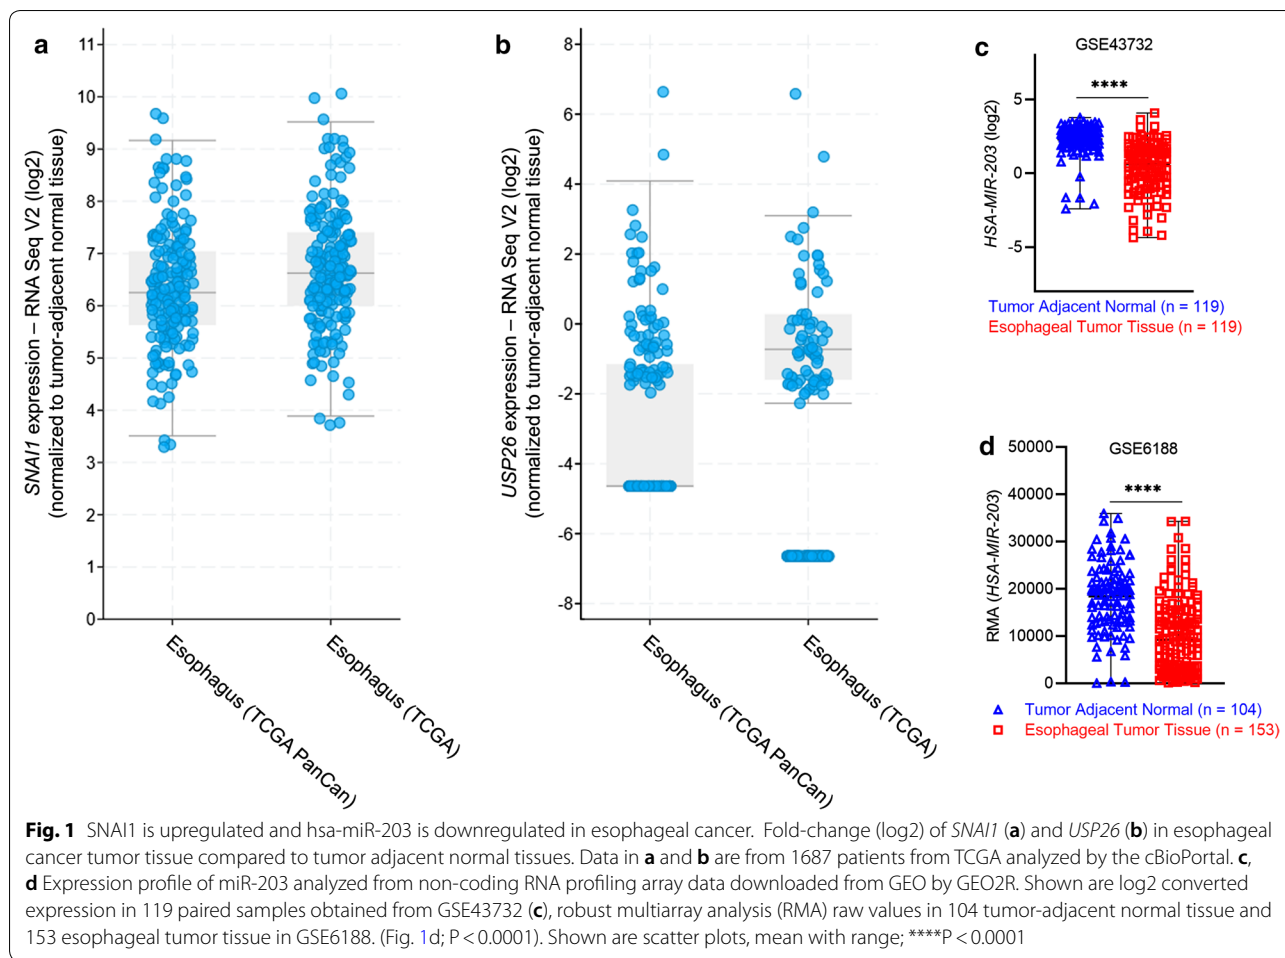 a
11
10
9
8
7
6
5
4
3
2
1
0
SNAI1 expression – RNA Seq V2 (log2)
(normalized to tumor-adjacent normal tissue)
Esophagus (TCGA PanCan)
Esophagus (TCGA)
b
8
6
4
2
0
-2
-4
-6
-8
USP26 expression – RNA Seq V2 (log2)
(normalized to tumor-adjacent normal tissue)
Esophagus (TCGA PanCan)
Esophagus (TCGA)
c
GSE43732
****
5
0
-5
HSA-MIR-203 (log2)
Tumor Adjacent Normal (n = 119)
Esophageal Tumor Tissue (n = 119)
d
GSE6188
****
50000
40000
30000
20000
10000
0
RMA (HSA-MIR-203)
Tumor Adjacent Normal (n = 104)
Esophageal Tumor Tissue (n = 153)
Fig. 1 SNAI1 is upregulated and hsa-miR-203 is downregulated in esophageal cancer. Fold-change (log2) of SNAI1 (a) and USP26 (b) in esophageal
cancer tumor tissue compared to tumor adjacent normal tissues. Data in a and b are from 1687 patients from TCGA analyzed by the cBioPortal. c,
d Expression profile of miR-203 analyzed from non-coding RNA profiling array data downloaded from GEO by GEO2R. Shown are log2 converted
expression in 119 paired samples obtained from GSE43732 (c), robust multiarray analysis (RMA) raw values in 104 tumor-adjacent normal tissue and
153 esophageal tumor tissue in GSE6188. (Fig. 1d; P < 0.0001). Shown are scatter plots, mean with range; ****P < 0.0001